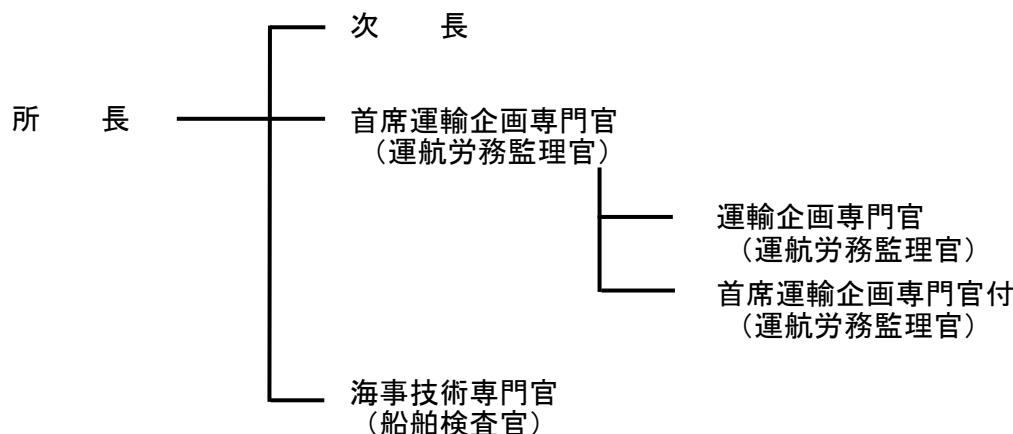 次　　長
所　　長
首席運輸企画専門官
（運航労務監理官）
運輸企画専門官
（運航労務監理官）
首席運輸企画専門官付
（運航労務監理官）
海事技術専門官
（船舶検査官）